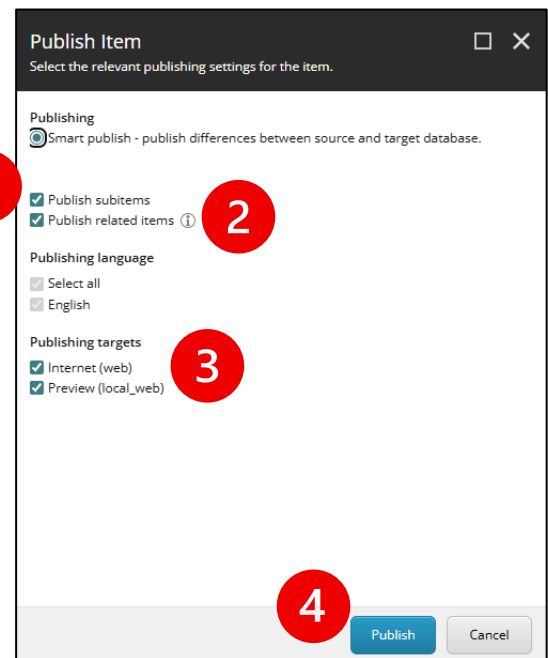 Publish Item
Select the relevant publishing settings for the item.
Publishing
Smart publish - publish differences between source and target database.
Publish subitems
Publish related items
2
Publishing language
Select all
English
Publishing targets
Internet (web)
3
Preview (local_web)
4
Publish Cancel